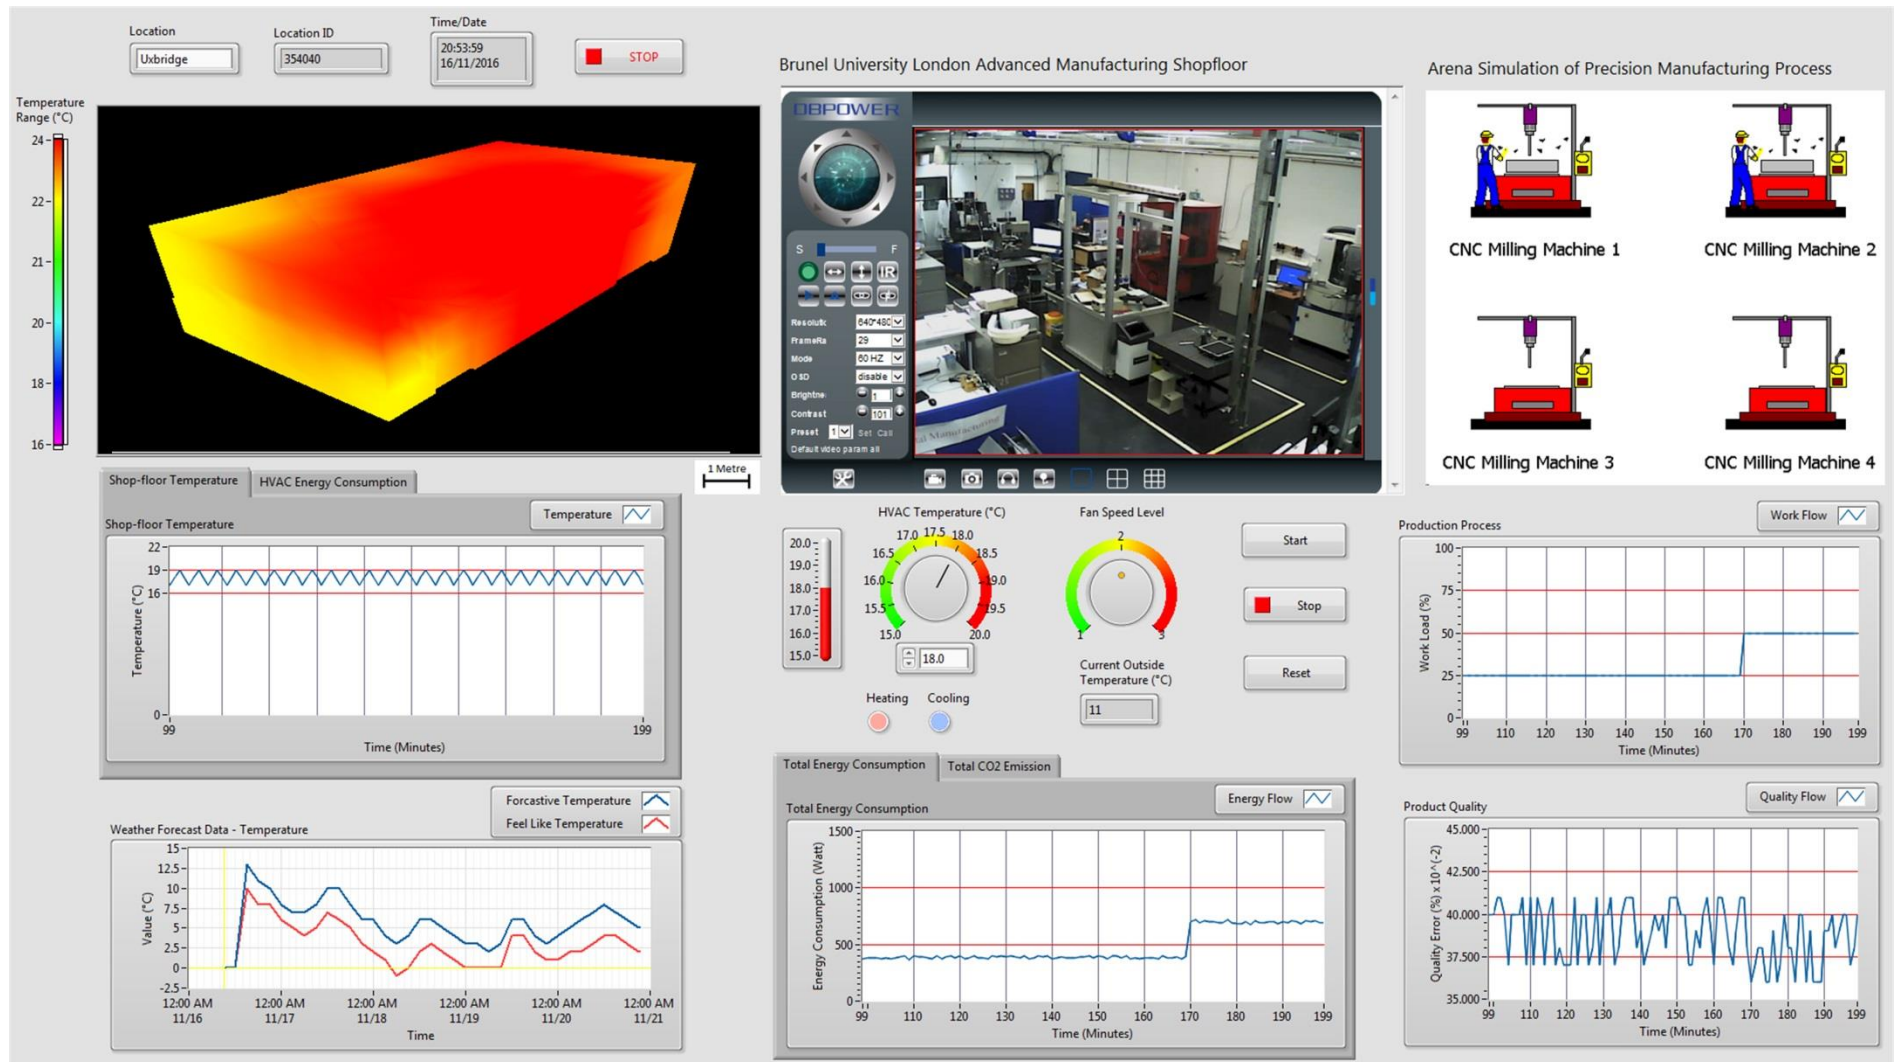 Location
Uxbridge
Location ID
354040
Time/Date
20:53:59
16/11/2016
STOP
Temperature
Range (°C)
24
22
21
20
18
16
1 Metre
Brunel University London Advanced Manufacturing Shopfloor
DBPOWER
S F
IR
Resolutic 640*480
FrameRa 29
Mode 60 HZ
OSD disable
Brightne 1
Contrast 101
Preset 1 Set Call
Default video param all
al Manufacturing
Arena Simulation of Precision Manufacturing Process
CNC Milling Machine 1
CNC Milling Machine 2
CNC Milling Machine 3
CNC Milling Machine 4
Shop-floor Temperature
HVAC Energy Consumption
Shop-floor Temperature
Temperature
22
19
16
0
Temperature (°C)
99 199
Time (Minutes)
HVAC Temperature (°C)
20.0
19.0
18.0
17.0
16.0
15.0
15.0 15.5 16.0 16.5 17.0 17.5 18.0 18.5 19.0 19.5 20.0
18.0
Heating
Cooling
Fan Speed Level
1 2 3
Current Outside
Temperature (°C)
11
Start
Stop
Reset
Production Process
Work Flow
100
75
50
25
0
Work Load (%)
99 110 120 130 140 150 160 170 180 190 199
Time (Minutes)
Weather Forecast Data - Temperature
Forcastive Temperature
Feel Like Temperature
15
12.5
10
7.5
5
2.5
0
-2.5
Value (°C)
12:00 AM 12:00 AM 12:00 AM 12:00 AM 12:00 AM 12:00 AM
11/16 11/17 11/18 11/19 11/20 11/21
Time
Total Energy Consumption
Total CO2 Emission
Total Energy Consumption
Energy Flow
1500
1000
500
0
Energy Consumption (Watt)
99 110 120 130 140 150 160 170 180 190 199
Time (Minutes)
Product Quality
Quality Flow
45.000
42.500
40.000
37.500
35.000
Quality Error (%) x 10^(-2)
99 110 120 130 140 150 160 170 180 190 199
Time (Minutes)